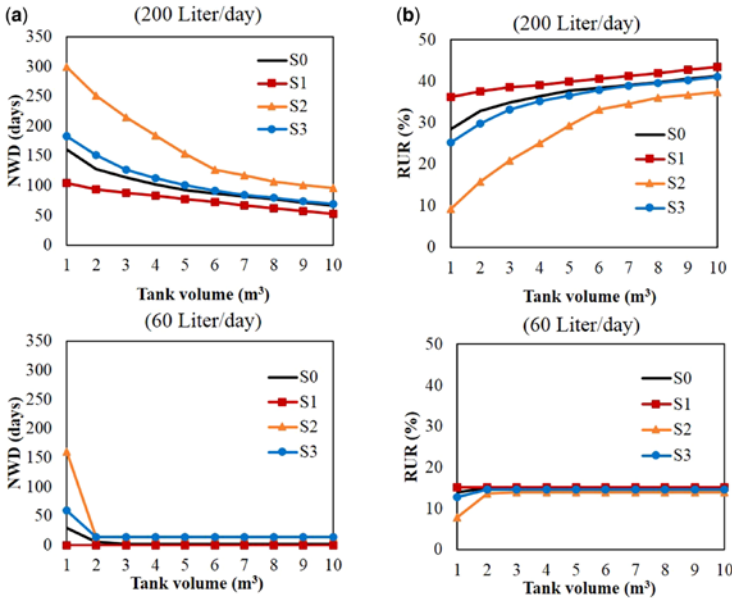 (a)
(200 Liter/day)
350
300
250
200
150
100
50
0
NWD (days)
S0
S1
S2
S3
1 2 3 4 5 6 7 8 9 10
Tank volume (m³)
(b)
(200 Liter/day)
50
40
30
20
10
0
RUR (%)
S0
S1
S2
S3
1 2 3 4 5 6 7 8 9 10
Tank volume (m³)
(60 Liter/day)
350
300
250
200
150
100
50
0
NWD (days)
S0
S1
S2
S3
1 2 3 4 5 6 7 8 9 10
Tank volume (m³)
(60 Liter/day)
50
40
30
20
10
0
RUR (%)
S0
S1
S2
S3
1 2 3 4 5 6 7 8 9 10
Tank volume (m³)